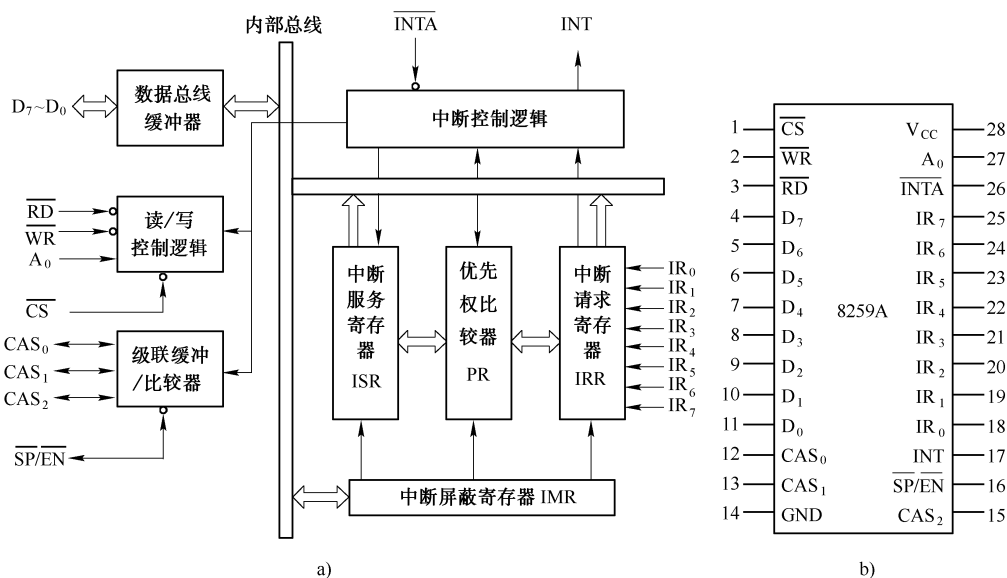 内部总线
INTA
INT
D7~D0
数据总线
缓冲器
中断控制逻辑
RD
WR
A0
CS
读/写
控制逻辑
CAS0
CAS1
CAS2
级联缓冲
/比较器
SP/EN
中断
服务
寄存
器
ISR
优先
权比
较器
PR
中断
请求
寄存
器
IRR
IR0
IR1
IR2
IR3
IR4
IR5
IR6
IR7
中断屏蔽寄存器 IMR
a)
1 CS VCC 28
2 WR A0 27
3 RD INTA 26
4 D7 IR7 25
5 D6 IR6 24
6 D5 IR5 23
7 D4 IR4 22
8259A
8 D3 IR3 21
9 D2 IR2 20
10 D1 IR1 19
11 D0 IR0 18
12 CAS0 INT 17
13 CAS1 SP/EN 16
14 GND CAS2 15
b)